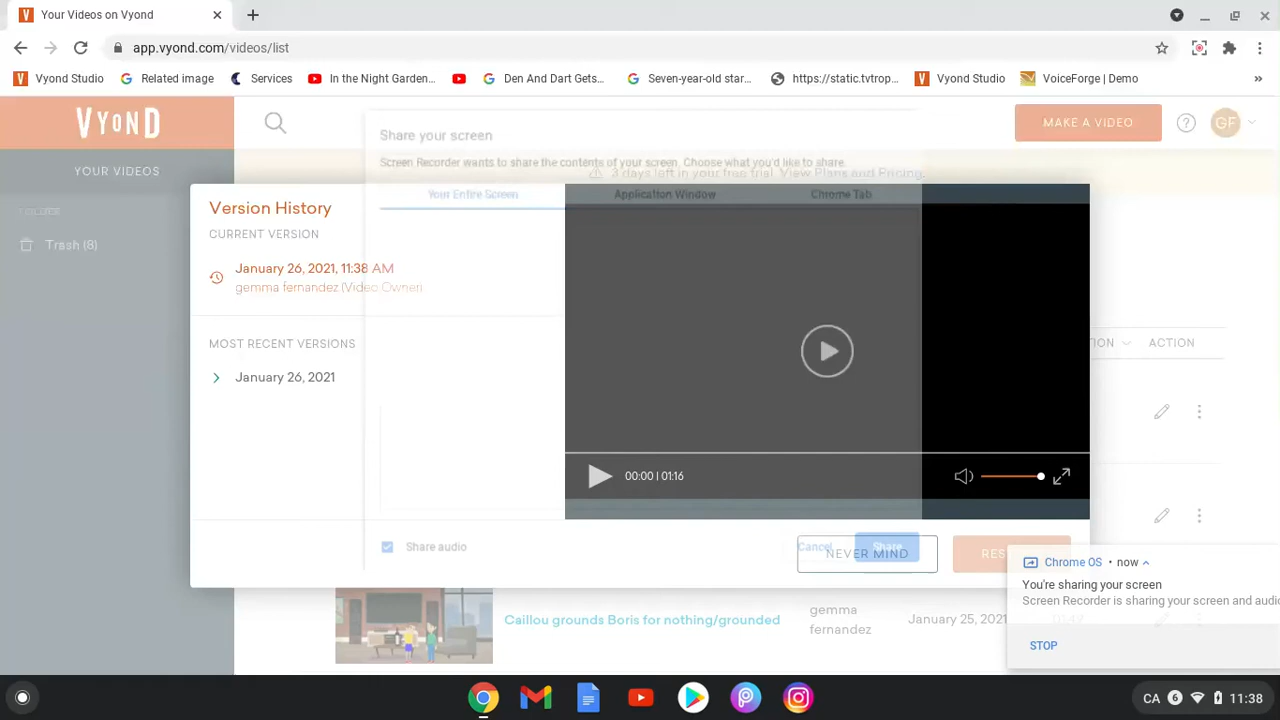 Your Videos on Vyond
app.vyond.com/videos/list
Vyond Studio
Related image
Services
In the Night Garden...
Den And Dart Gets...
Seven-year-old star...
https://static.tvtrop...
Vyond Studio
VoiceForge | Demo
»
VYOND
MAKE A VIDEO
?
GF
YOUR VIDEOS
Share your screen
Screen Recorder wants to share the contents of your screen. Choose what you'd like to share.
3 days left in your free trial. View Plans and Pricing.
Your Entire Screen
Application Window
Chrome Tab
Version History
CURRENT VERSION
Trash (8)
January 26, 2021, 11:38 AM
gemma fernandez (Video Owner)
MOST RECENT VERSIONS
January 26, 2021
ACTION
00:00 | 01:16
Share audio
Cancel
Share
NEVER MIND
Chrome OS • now
You're sharing your screen
Screen Recorder is sharing your screen and
STOP
Caillou grounds Boris for nothing/grounded
gemma
fernandez
January 25, 2021
CA
6
11:38